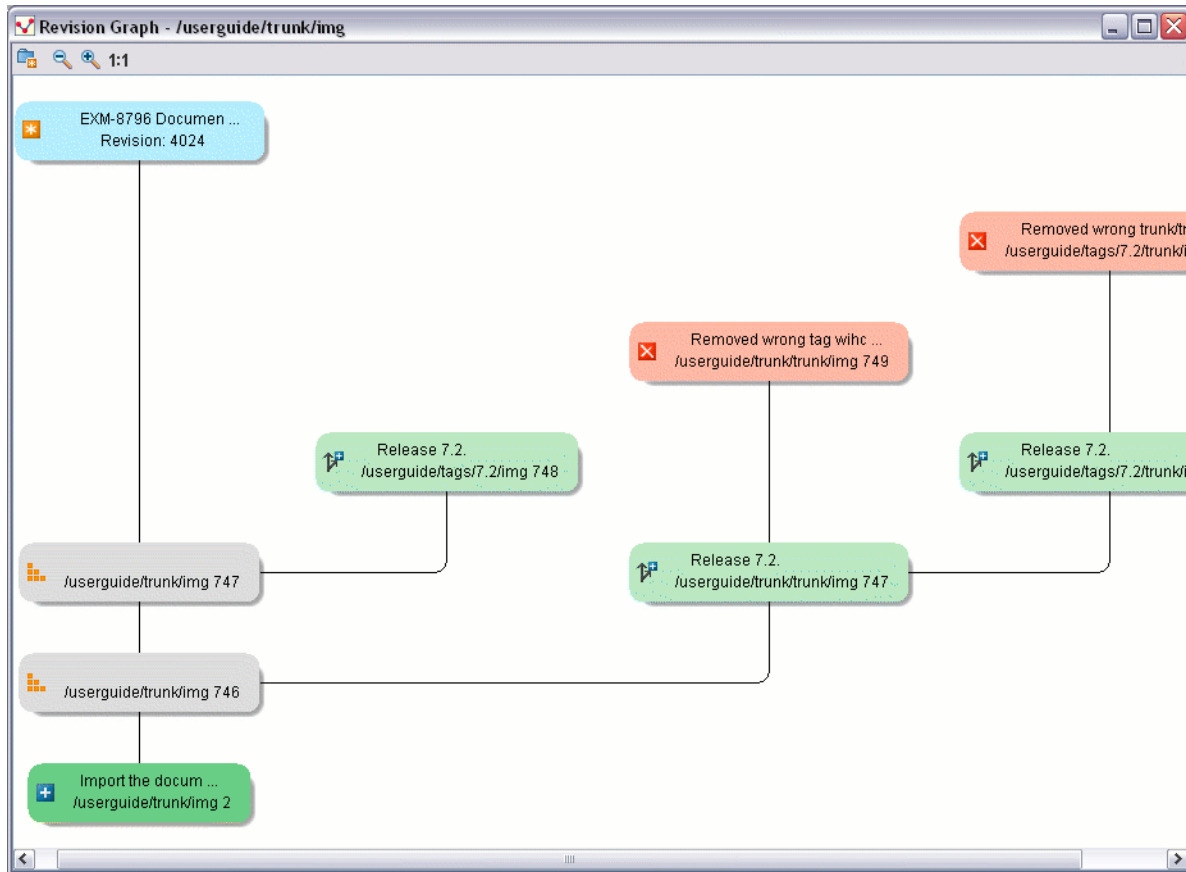 Revision Graph - /userguide/trunk/img
1:1
EXM-8796 Documen ...
Revision: 4024
Removed wrong trunk/tr
/userguide/tags/7.2/trunk/i
Removed wrong tag wihc ...
/userguide/trunk/trunk/img 749
Release 7.2.
/userguide/tags/7.2/img 748
Release 7.2.
/userguide/tags/7.2/trunk/i
/userguide/trunk/img 747
Release 7.2.
/userguide/trunk/trunk/img 747
/userguide/trunk/img 746
Import the docum ...
/userguide/trunk/img 2